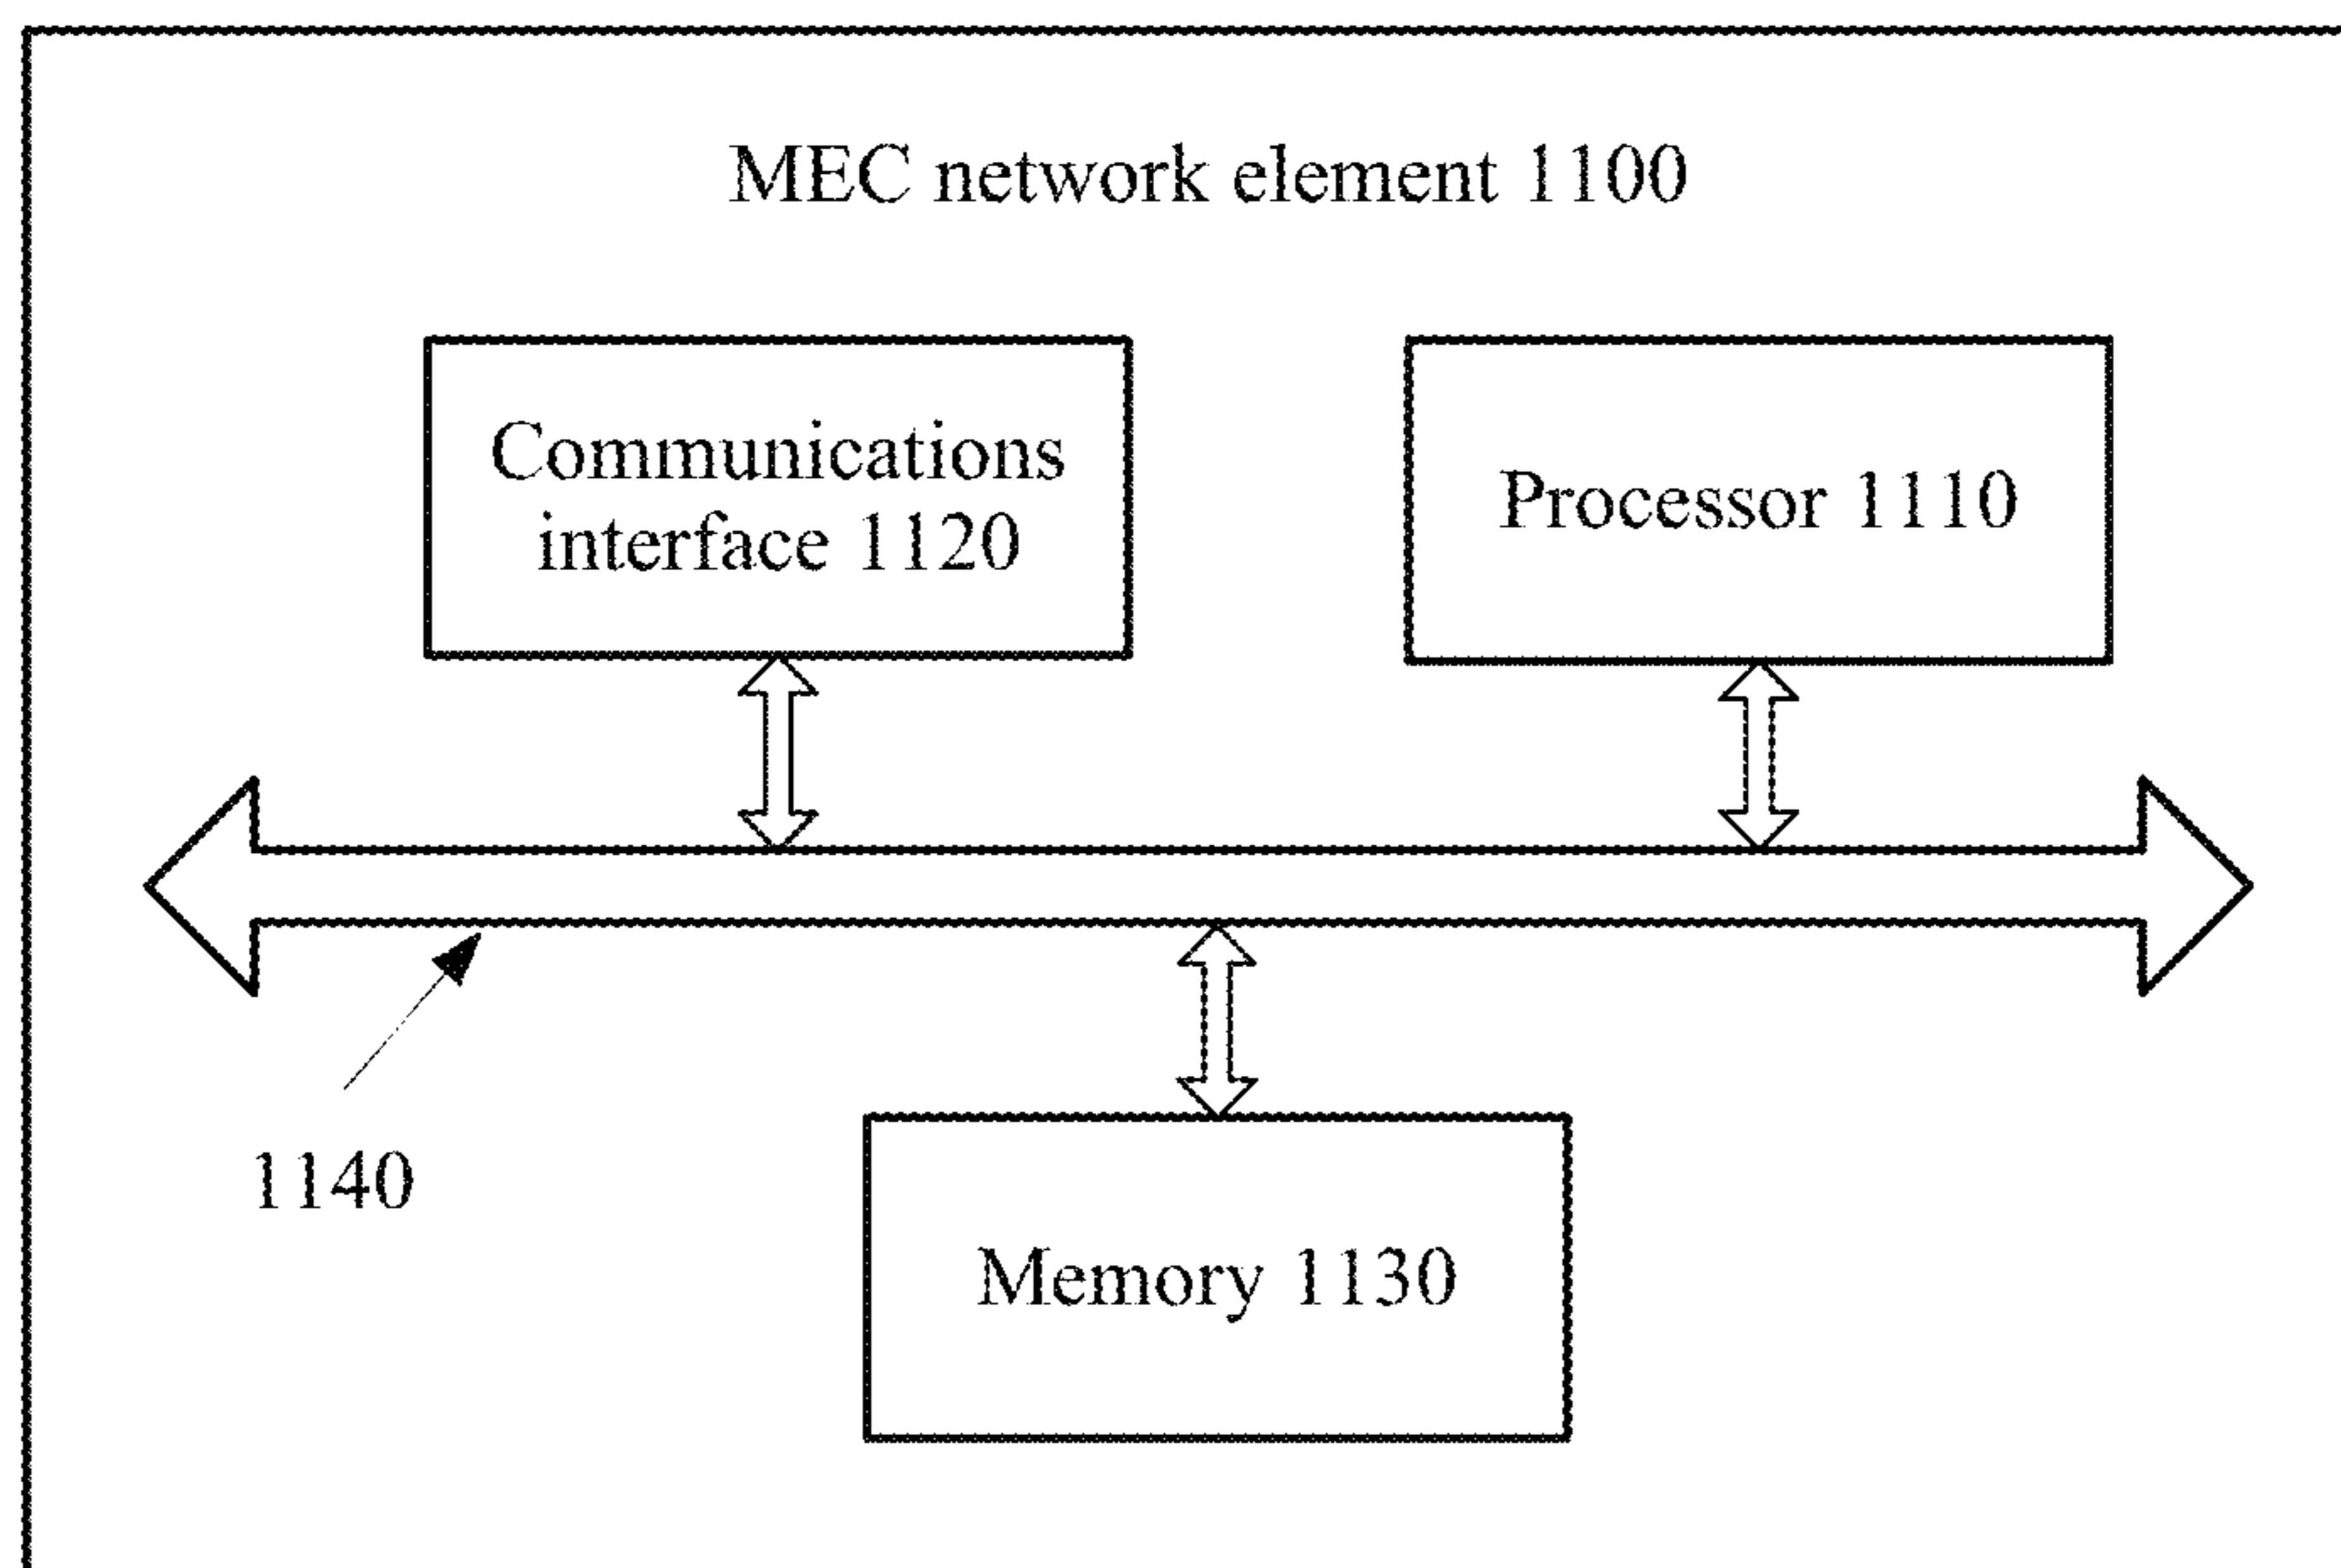 MEC network element 1100
Communications
interface 1120
Processor 1110
1140
Memory 1130